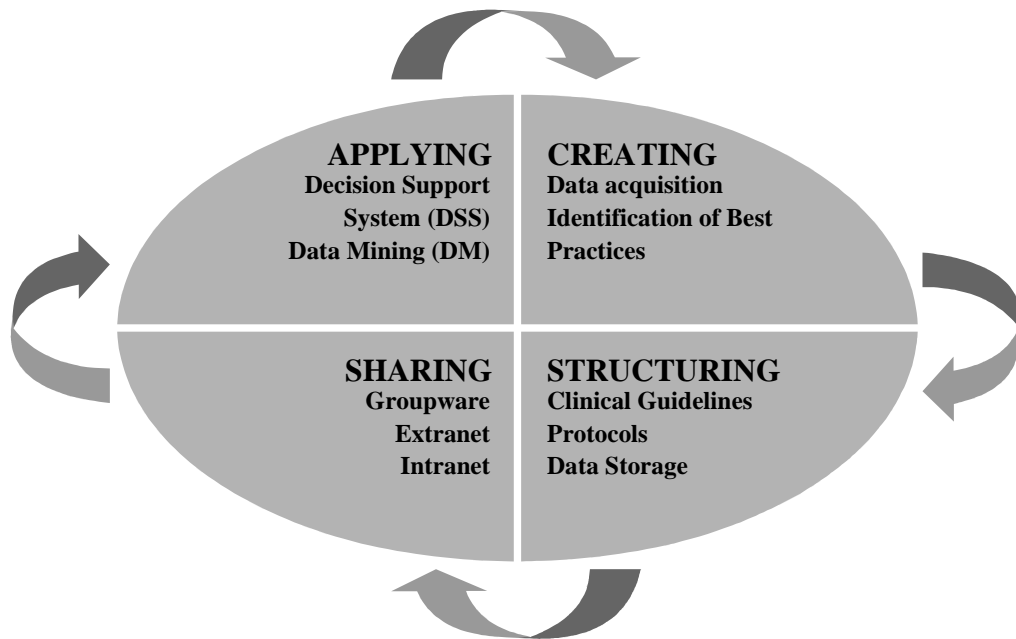 APPLYING
Decision Support
System (DSS)
Data Mining (DM)
CREATING
Data acquisition
Identification of Best
Practices
SHARING
Groupware
Extranet
Intranet
STRUCTURING
Clinical Guidelines
Protocols
Data Storage